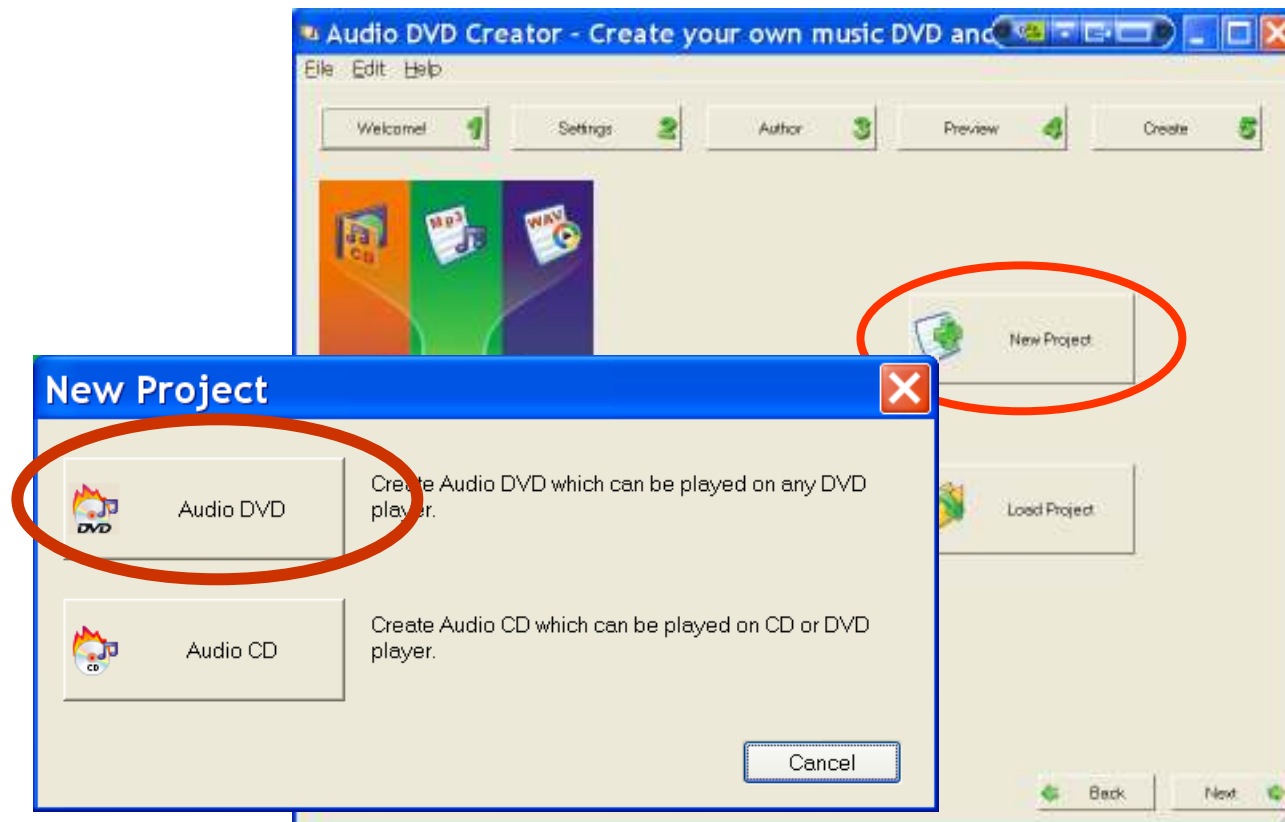 Audio DVD Creator - Create your own music DVD and
File Edit Help
Welcome! 1 Settings 2 Author 3 Preview 4 Create 5
CD Mp3 WAV
New Project
Load Project
New Project
DVD Audio DVD
Create Audio DVD which can be played on any DVD
player.
CD Audio CD
Create Audio CD which can be played on CD or DVD
player.
Cancel
Back Next